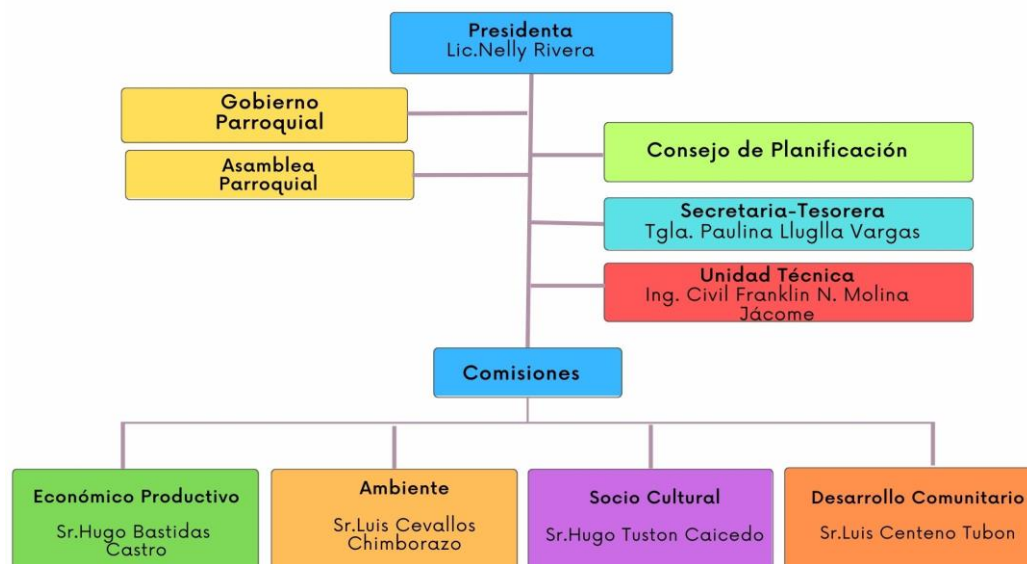 Presidenta
Lic.Nelly Rivera
Gobierno
Parroquial
Asamblea
Parroquial
Consejo de Planificación
Secretaria-Tesorera
Tgla. Paulina Lluglla Vargas
Unidad Técnica
Ing. Civil Franklin N. Molina
Jácome
Comisiones
Económico Productivo
Sr.Hugo Bastidas
Castro
Ambiente
Sr.Luis Cevallos
Chimborazo
Socio Cultural
Sr.Hugo Tuston Caicedo
Desarrollo Comunitario
Sr.Luis Centeno Tubon